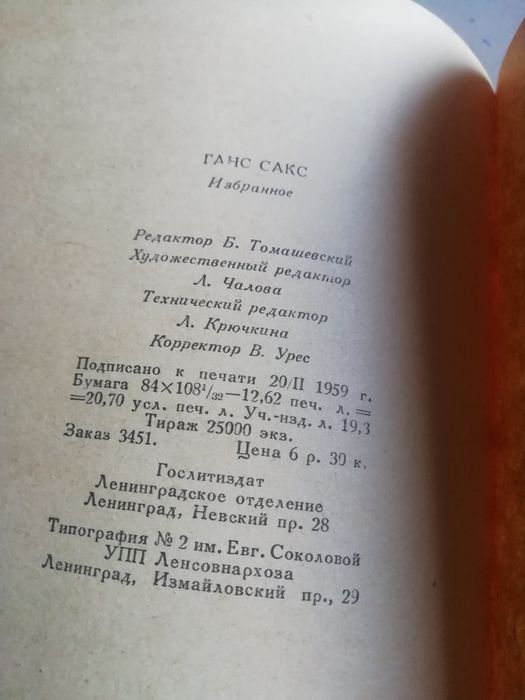 ГАНС САКС
Избранное
Редактор Б. Томашевский
Художественный редактор
Л. Чалова
Технический редактор
Л. Крючкина
Корректор В. Урес
Подписано к печати 20/II 1959 г.
Бумага 84×108¹/₃₂—12,62 печ. л.=
=20,70 усл. печ. л. Уч.-изд. л. 19,3
Тираж 25000 экз.
Заказ 3451. Цена 6 р. 30 к.
Гослитиздат
Ленинградское отделение
Ленинград, Невский пр. 28
Типография № 2 им. Евг. Соколовой
УПП Ленсовнархоза
Ленинград, Измайловский пр., 29